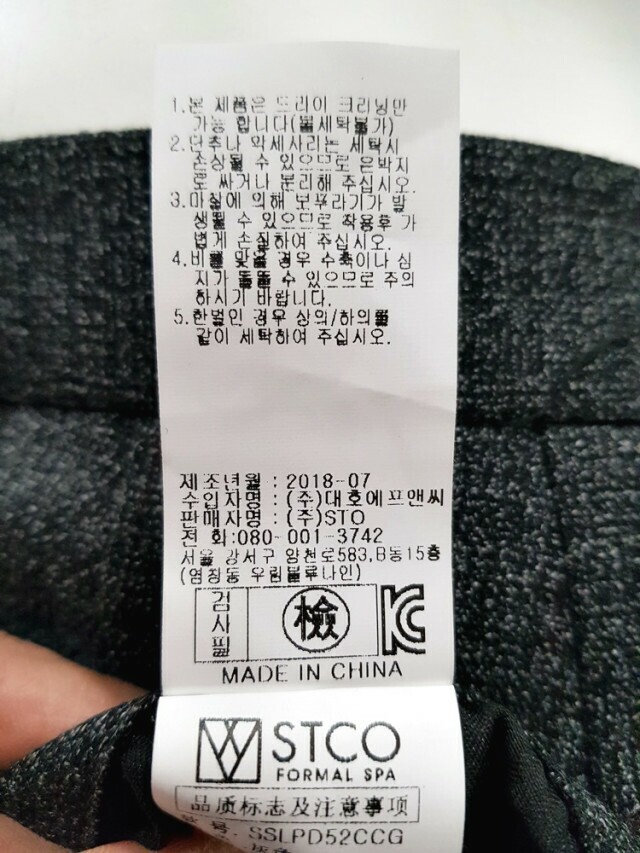 1.본 제품은 드라이 크리닝만
가능 합니다(물세탁불가)
2.단추나 악세사리는 세탁시
손상될 수 있으므로 은박지
로 싸거나 분리해 주십시오.
3.마찰에 의해 보푸라기가 발
생될 수 있으므로 착용후 가
볍게 손질하여 주십시오.
4.비를 맞을 경우 수축이나 심
지가 돌출 수 있으므로 주의
하시기 바랍니다.
5.한벌인 경우 상의/하의를
같이 세탁하여 주십시오.
제조년월 : 2018-07
수입자명 : (주)대호에프앤씨
판매자명 : (주)STO
전 화:080-001-3742
서울 강서구 양천로583,B동15층
(염창동 우림블루나인)
검사필
檢
KC
MADE IN CHINA
STCO
FORMAL SPA
品质标志及注意事项
SSLPD52CCG